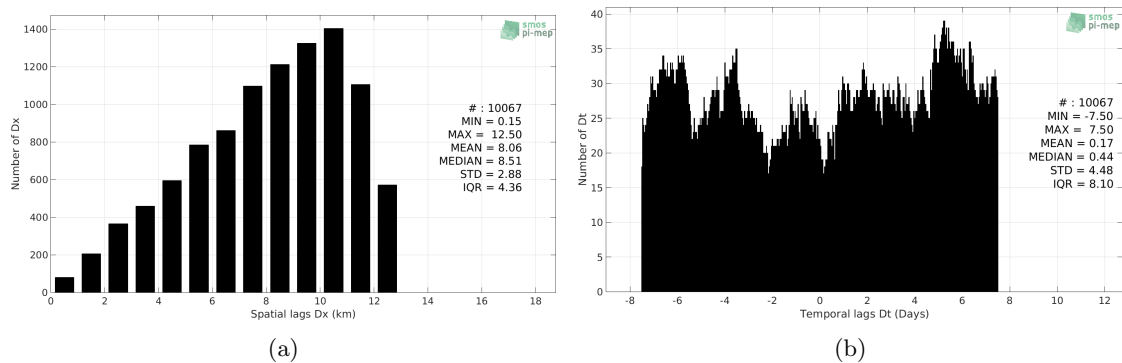 1400
1200
1000
800
600
400
200
0
Number of Dx
0 2 4 6 8 10 12 14 16 18
Spatial lags Dx (km)
smos
pi-mep
# : 10067
MIN = 0.15
MAX = 12.50
MEAN = 8.06
MEDIAN = 8.51
STD = 2.88
IQR = 4.36
(a)
40
35
30
25
20
15
10
5
0
Number of Dt
-8 -6 -4 -2 0 2 4 6 8 10 12
Temporal lags Dt (Days)
smos
pi-mep
# : 10067
MIN = -7.50
MAX = 7.50
MEAN = 0.17
MEDIAN = 0.44
STD = 4.48
IQR = 8.10
(b)